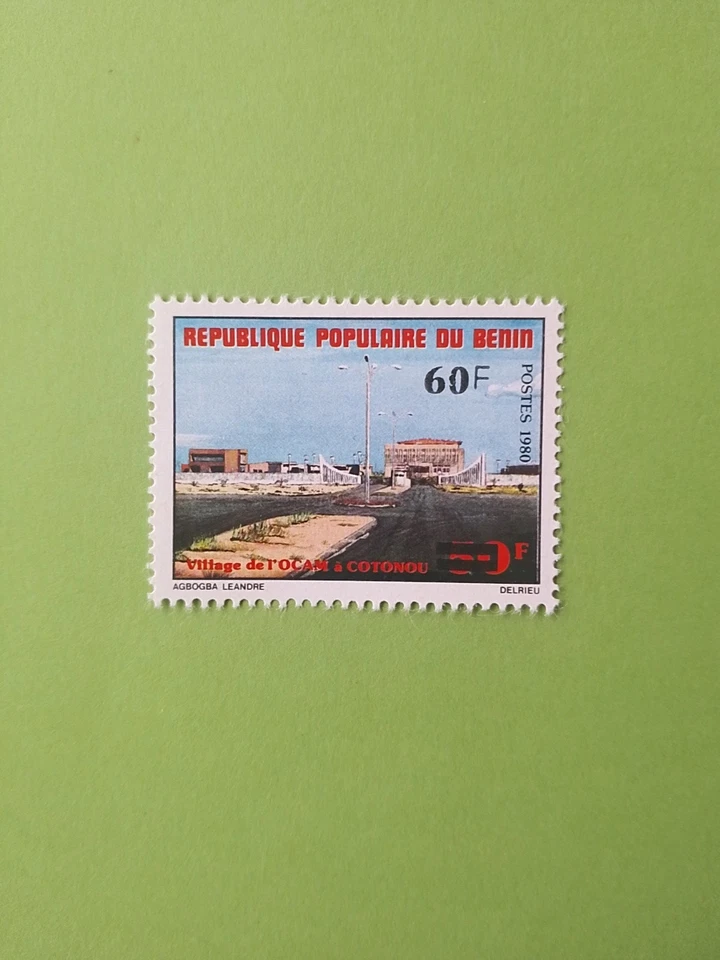 REPUBLIQUE POPULAIRE DU BENIN
60F
POSTES 1980
Village de l'OCAM à COTONOU
F
AGBOGBA LEANDRE
DELRIEU